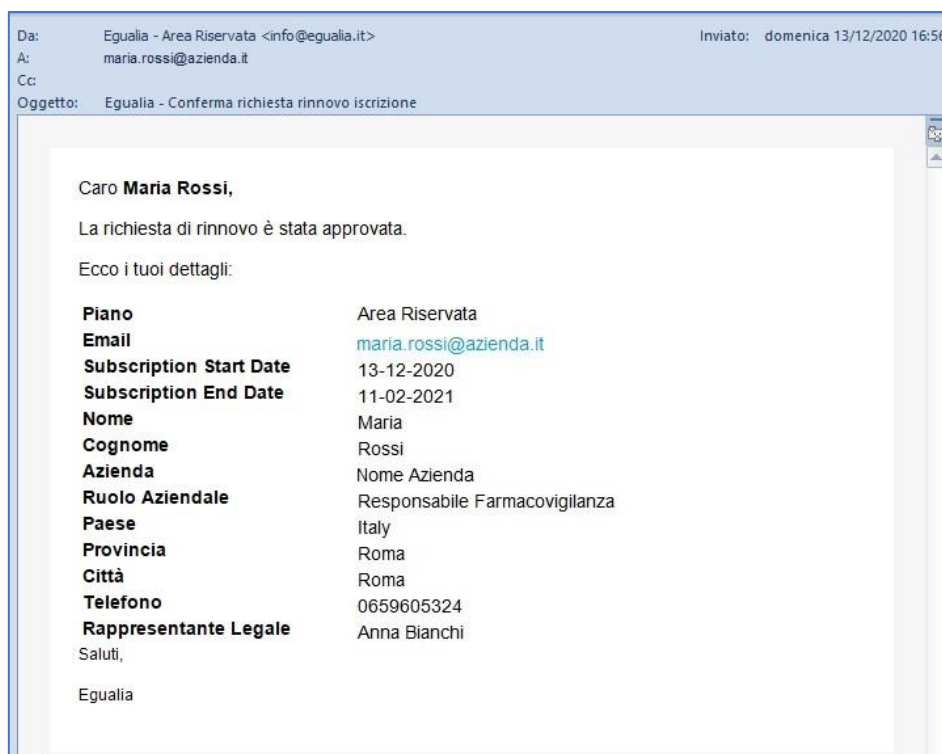 Da: Egualia - Area Riservata <info@egualia.it> Inviato: domenica 13/12/2020 16:56
A: maria.rossi@azienda.it
Cc:
Oggetto: Egualia - Conferma richiesta rinnovo iscrizione
Caro Maria Rossi,
La richiesta di rinnovo è stata approvata.
Ecco i tuoi dettagli:
Piano Area Riservata
Email maria.rossi@azienda.it
Subscription Start Date 13-12-2020
Subscription End Date 11-02-2021
Nome Maria
Cognome Rossi
Azienda Nome Azienda
Ruolo Aziendale Responsabile Farmacovigilanza
Paese Italy
Provincia Roma
Città Roma
Telefono 0659605324
Rappresentante Legale Anna Bianchi
Saluti,
Egualia